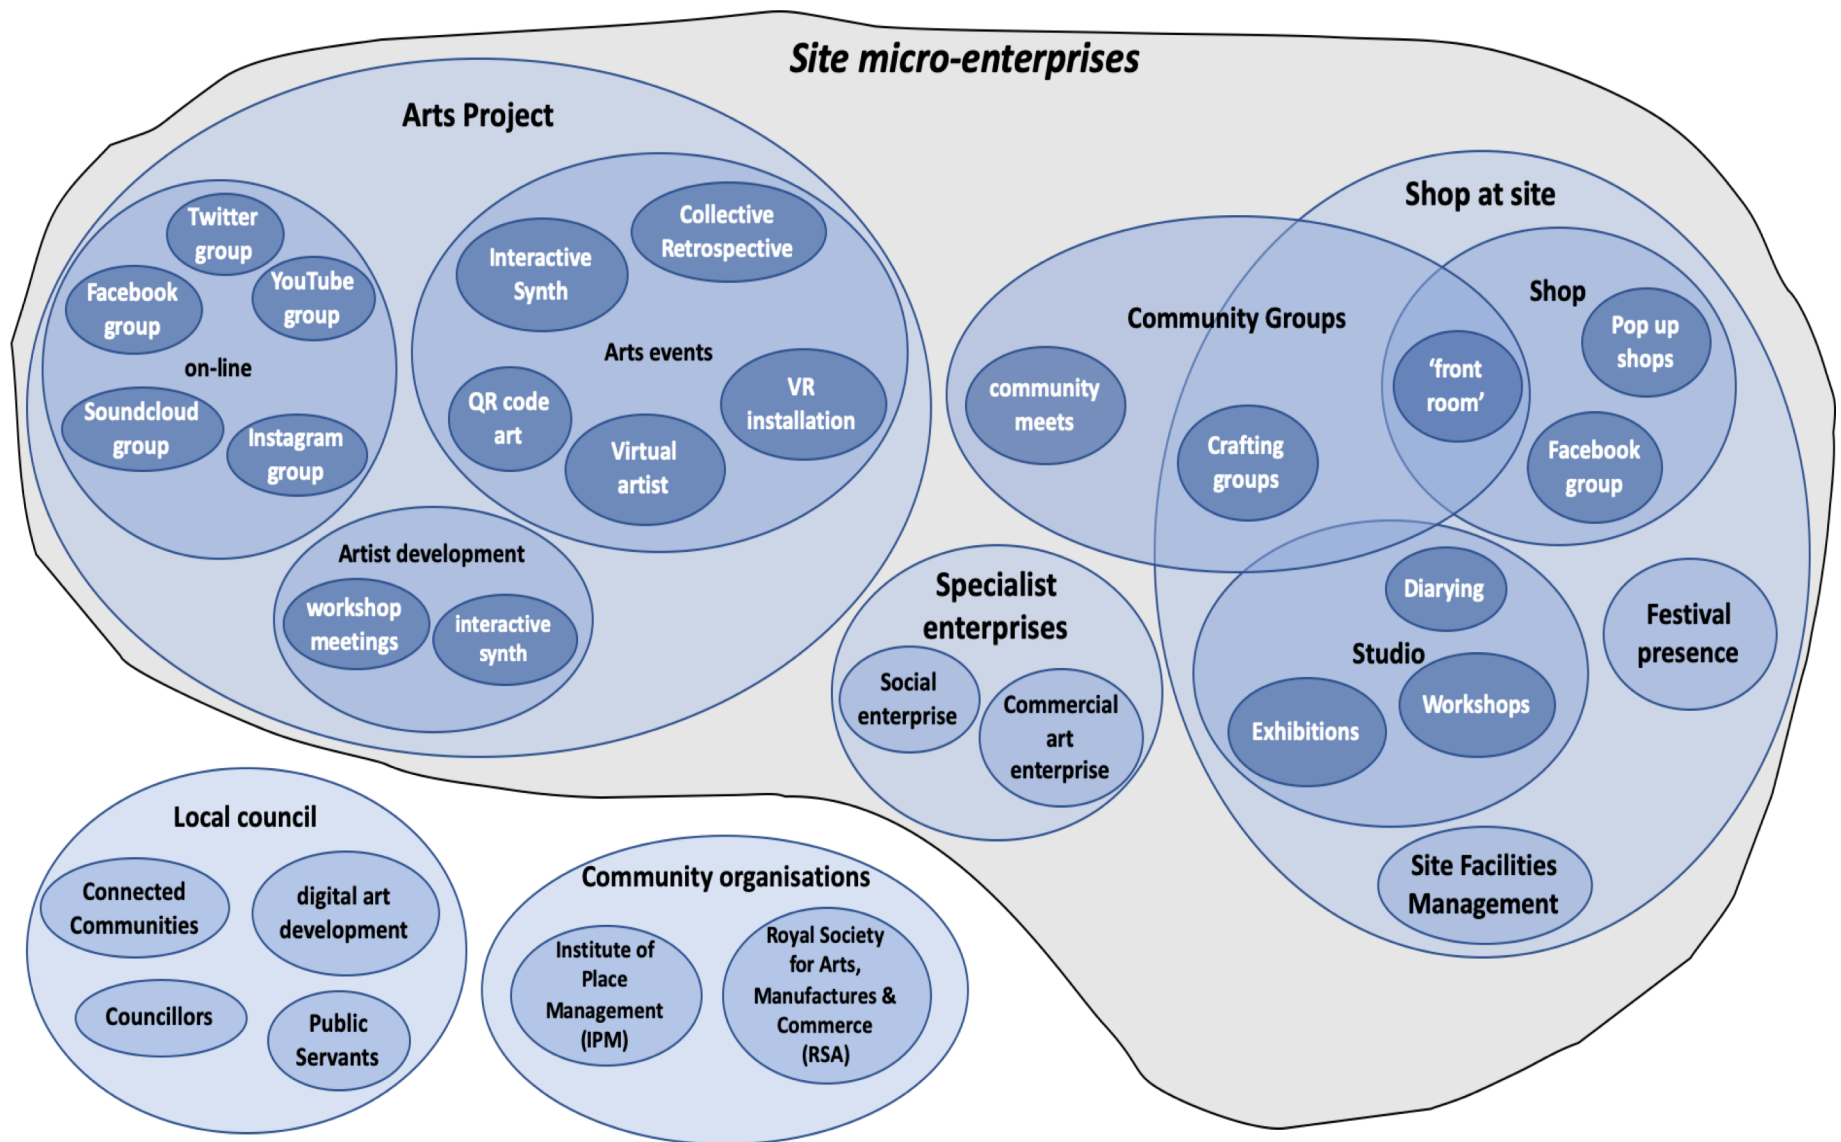 Site micro-enterprises
Arts Project
Twitter
group
Facebook
group
YouTube
group
on-line
Soundcloud
group
Instagram
group
Collective
Retrospective
Interactive
Synth
Arts events
QR code
art
Virtual
artist
VR
installation
Artist development
workshop
meetings
interactive
synth
Shop at site
Community Groups
community
meets
Crafting
groups
Shop
'front
room'
Pop up
shops
Facebook
group
Specialist
enterprises
Social
enterprise
Commercial
art
enterprise
Diarying
Studio
Exhibitions
Workshops
Festival
presence
Site Facilities
Management
Local council
Connected
Communities
digital art
development
Councillors
Public
Servants
Community organisations
Institute of
Place
Management
(IPM)
Royal Society
for Arts,
Manufactures &
Commerce
(RSA)